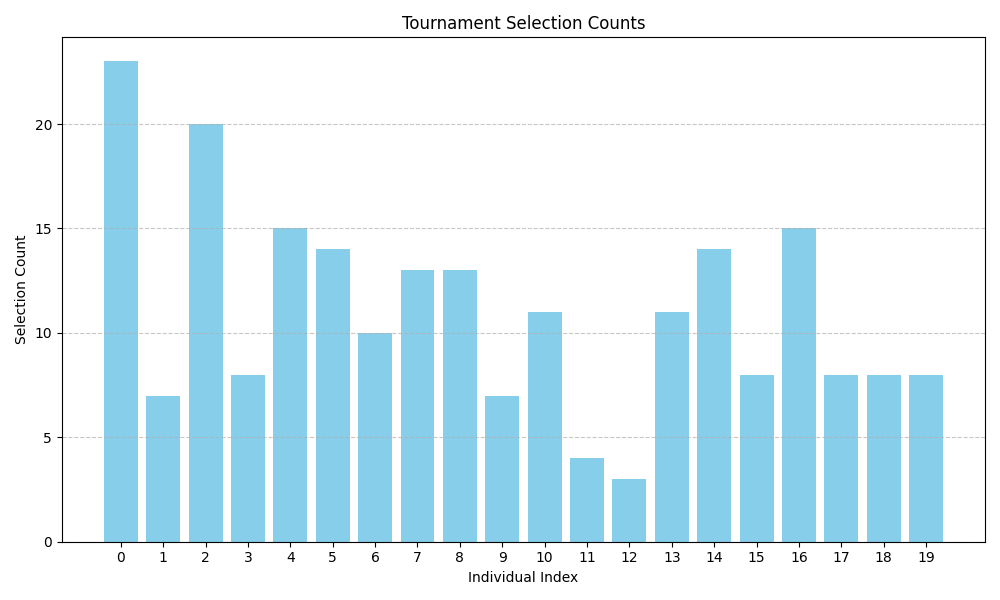 Tournament Selection Counts
Selection Count
20
15
10
5
0
0 1 2 3 4 5 6 7 8 9 10 11 12 13 14 15 16 17 18 19
Individual Index